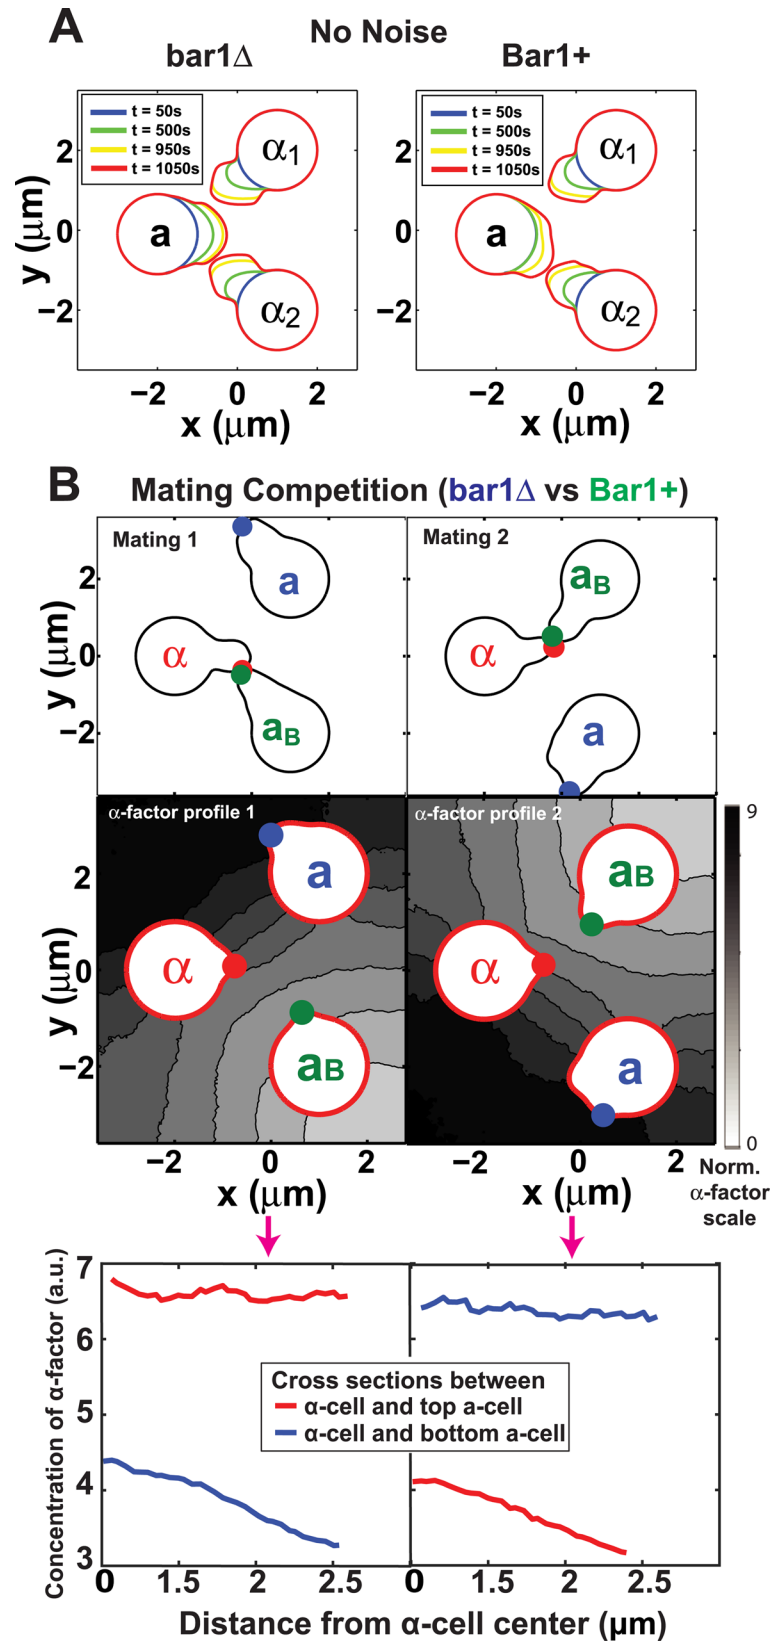 A
No Noise
bar1Δ
Bar1+
t = 50s
t = 500s
t = 950s
t = 1050s
α1
a
α2
2
0
−2
y (μm)
−2 0 2
x (μm)
t = 50s
t = 500s
t = 950s
t = 1050s
α1
a
α2
2
0
−2
−2 0 2
x (μm)
B
Mating Competition (bar1Δ vs Bar1+)
Mating 1
a
α
aB
2
0
−2
y (μm)
Mating 2
aB
α
a
α-factor profile 1
a
α
aB
2
0
−2
y (μm)
−2 0 2
x (μm)
α-factor profile 2
aB
α
a
−2 0 2
x (μm)
9
0
Norm.
α-factor
scale
7
6
5
4
3
Concentration of α-factor (a.u.)
Cross sections between
α-cell and top a-cell
α-cell and bottom a-cell
0 1.5 2 2.5 0 1.5 2 2.5
Distance from α-cell center (μm)